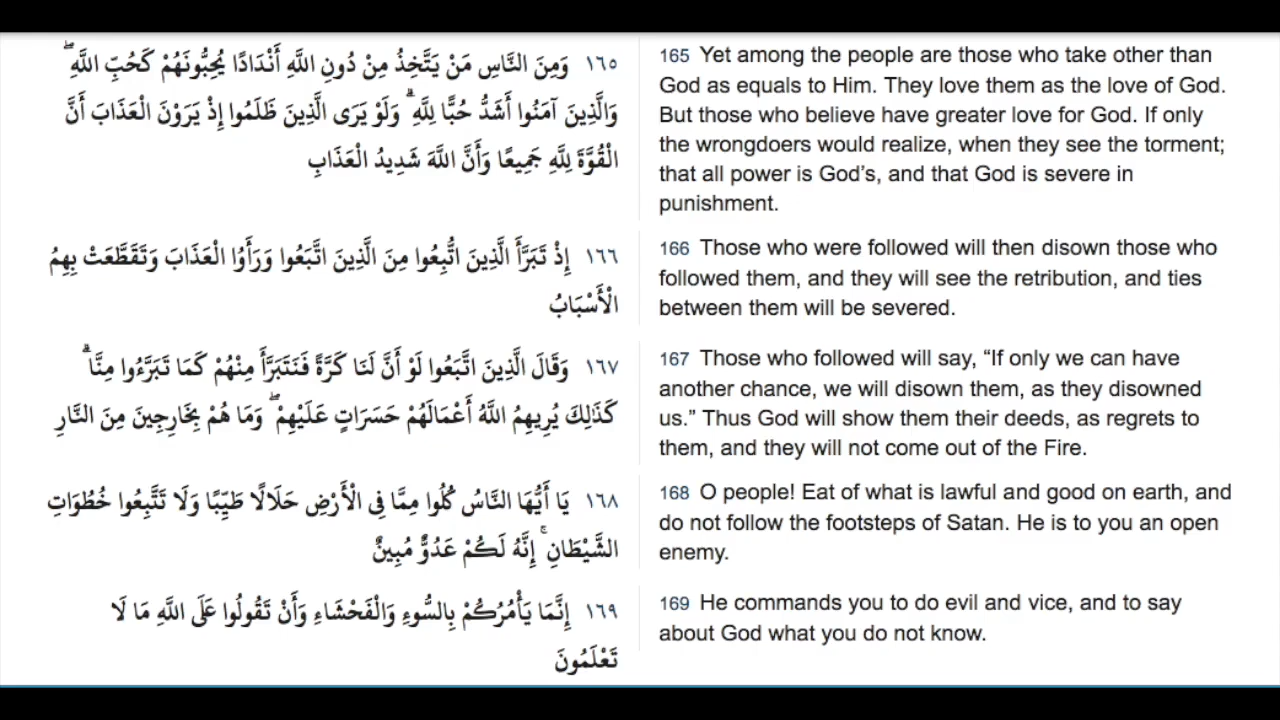 ١٦٥ وَمِنَ النَّاسِ مَنْ يَتَّخِذُ مِنْ دُونِ اللَّهِ أَنْدَادًا يُحِبُّونَهُمْ كَحُبِّ اللَّهِ ۖ
وَالَّذِينَ آمَنُوا أَشَدُّ حُبًّا لِلَّهِ ۗ وَلَوْ يَرَى الَّذِينَ ظَلَمُوا إِذْ يَرَوْنَ الْعَذَابَ أَنَّ
الْقُوَّةَ لِلَّهِ جَمِيعًا وَأَنَّ اللَّهَ شَدِيدُ الْعَذَابِ
165 Yet among the people are those who take other than
God as equals to Him. They love them as the love of God.
But those who believe have greater love for God. If only
the wrongdoers would realize, when they see the torment;
that all power is God’s, and that God is severe in
punishment.
١٦٦ إِذْ تَبَرَّأَ الَّذِينَ اتُّبِعُوا مِنَ الَّذِينَ اتَّبَعُوا وَرَأَوُا الْعَذَابَ وَتَقَطَّعَتْ بِهِمُ
الْأَسْبَابُ
166 Those who were followed will then disown those who
followed them, and they will see the retribution, and ties
between them will be severed.
١٦٧ وَقَالَ الَّذِينَ اتَّبَعُوا لَوْ أَنَّ لَنَا كَرَّةً فَنَتَبَرَّأَ مِنْهُمْ كَمَا تَبَرَّءُوا مِنَّا ۗ
كَذَٰلِكَ يُرِيهِمُ اللَّهُ أَعْمَالَهُمْ حَسَرَاتٍ عَلَيْهِمْ ۖ وَمَا هُمْ بِخَارِجِينَ مِنَ النَّارِ
167 Those who followed will say, “If only we can have
another chance, we will disown them, as they disowned
us.” Thus God will show them their deeds, as regrets to
them, and they will not come out of the Fire.
١٦٨ يَا أَيُّهَا النَّاسُ كُلُوا مِمَّا فِي الْأَرْضِ حَلَالًا طَيِّبًا وَلَا تَتَّبِعُوا خُطُوَاتِ
الشَّيْطَانِ ۚ إِنَّهُ لَكُمْ عَدُوٌّ مُبِينٌ
168 O people! Eat of what is lawful and good on earth, and
do not follow the footsteps of Satan. He is to you an open
enemy.
١٦٩ إِنَّمَا يَأْمُرُكُمْ بِالسُّوءِ وَالْفَحْشَاءِ وَأَنْ تَقُولُوا عَلَى اللَّهِ مَا لَا
تَعْلَمُونَ
169 He commands you to do evil and vice, and to say
about God what you do not know.